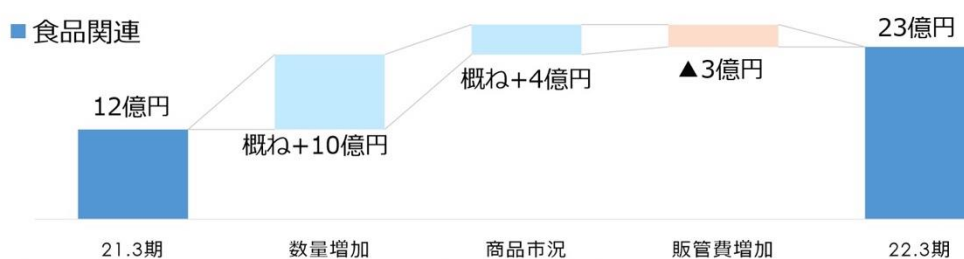 ■ 食品関連
12億円
概ね+10億円
概ね+4億円
▲3億円
23億円
21.3期
数量増加
商品市況
販管費増加
22.3期